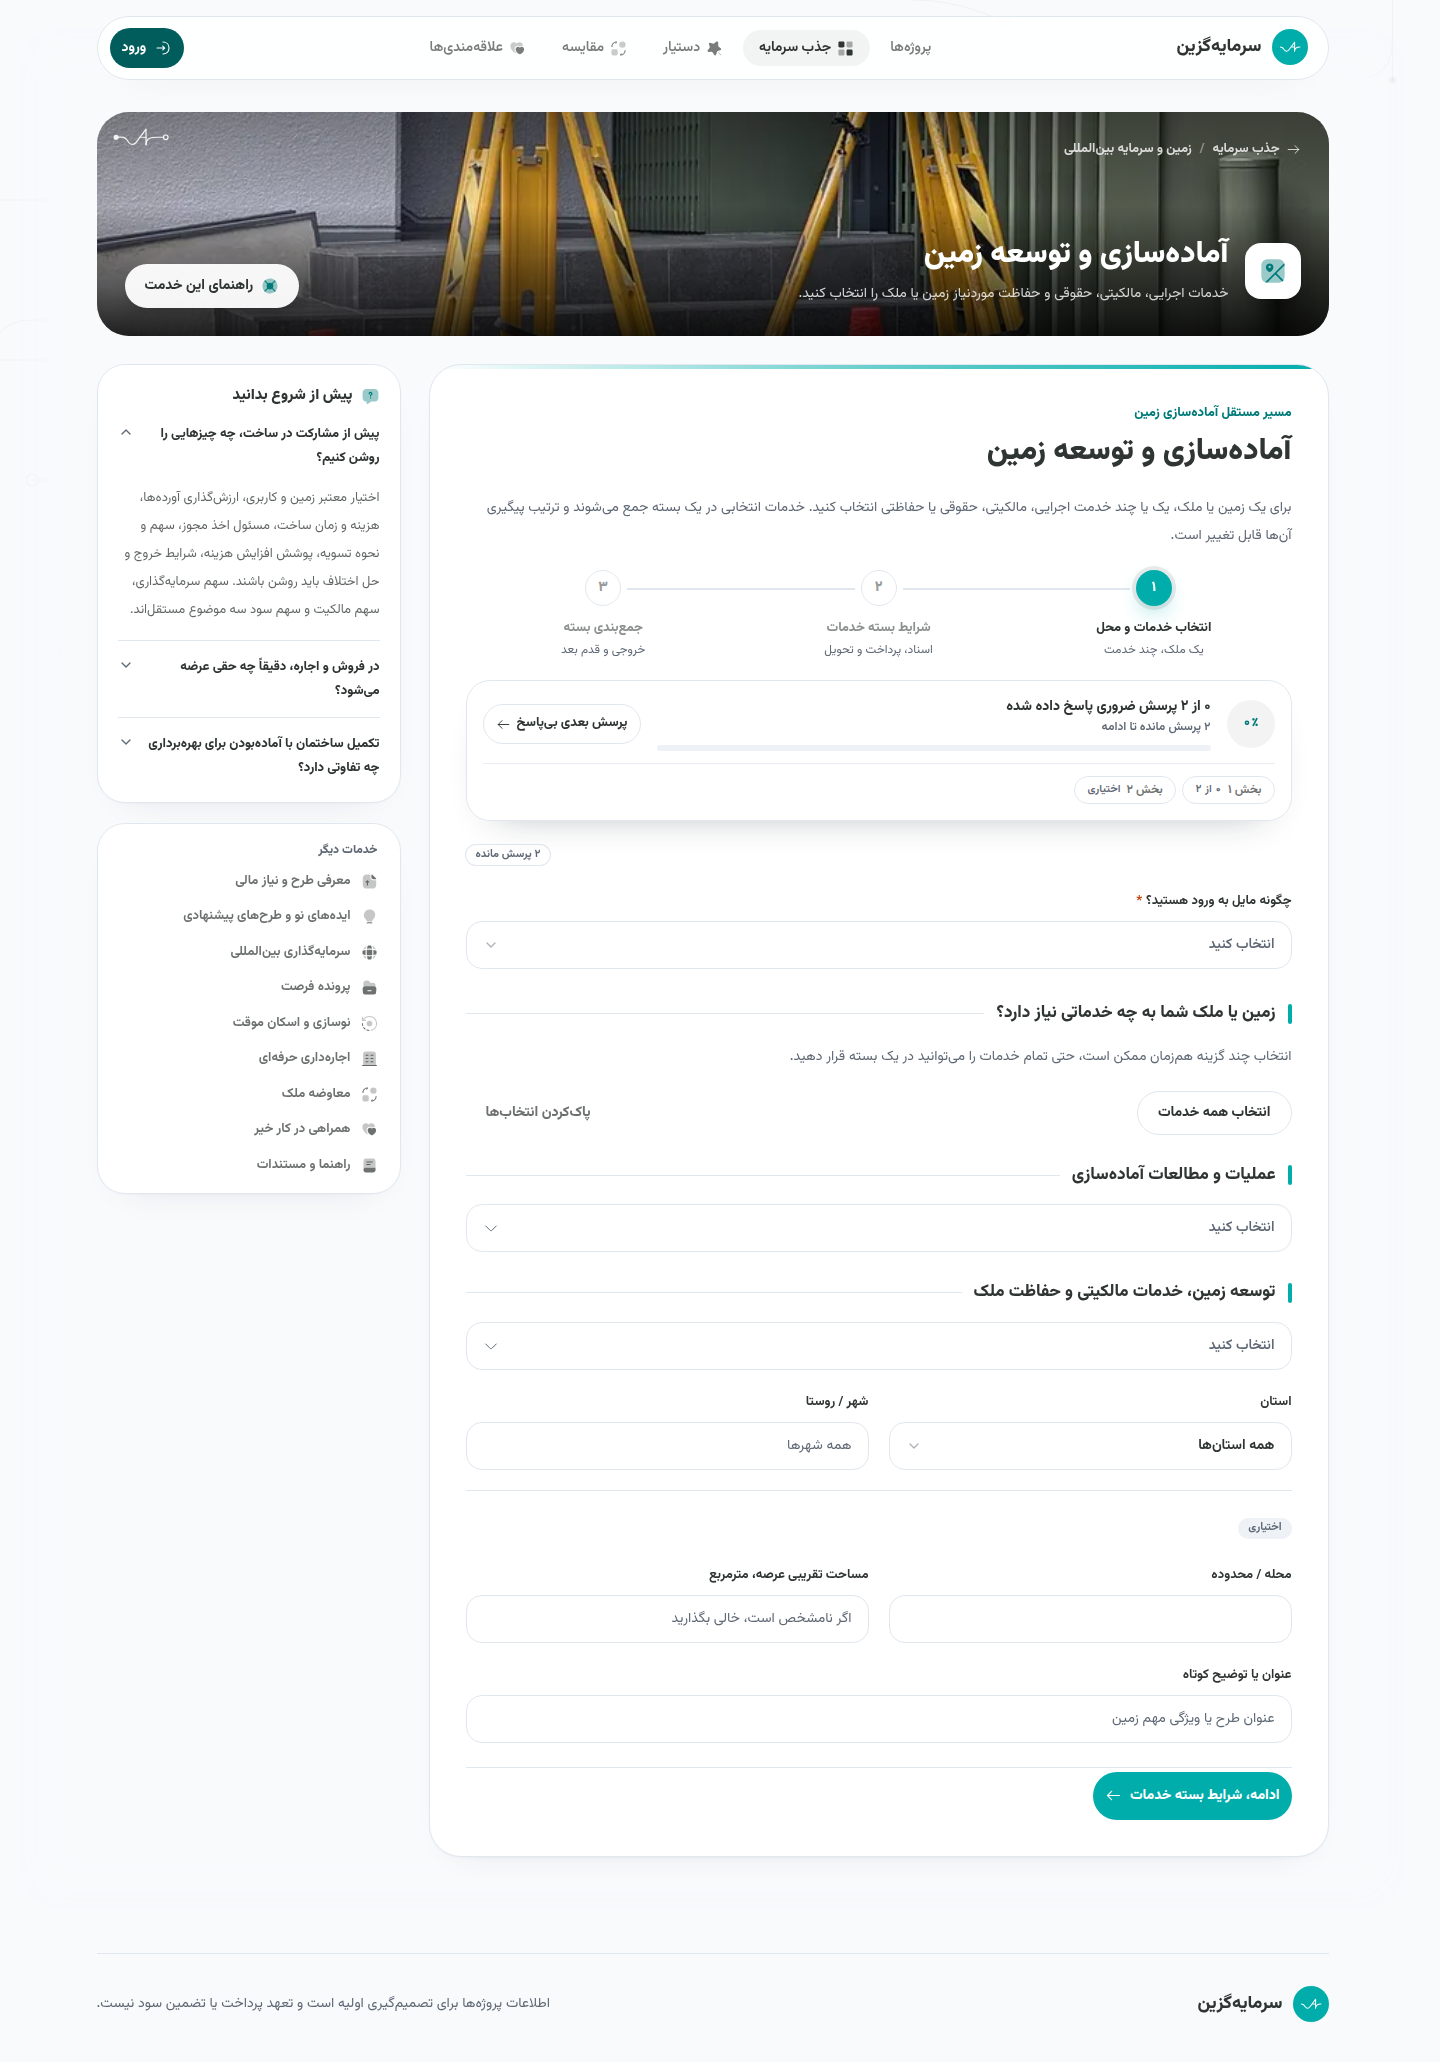 سرمایه‌گزین
پروژه‌ها
جذب سرمایه
دستیار
مقایسه
علاقه‌مندی‌ها
ورود
جذب سرمایه / زمین و سرمایه بین‌المللی
آماده‌سازی و توسعه زمین
خدمات اجرایی، مالکیتی، حقوقی و حفاظت موردنیاز زمین یا ملک را انتخاب کنید.
راهنمای این خدمت
مسیر مستقل آماده‌سازی زمین
آماده‌سازی و توسعه زمین
برای یک زمین یا ملک، یک یا چند خدمت اجرایی، مالکیتی، حقوقی یا حفاظتی انتخاب کنید. خدمات انتخابی در یک بسته جمع می‌شوند و ترتیب پیگیری
آن‌ها قابل تغییر است.
۱
انتخاب خدمات و محل
یک ملک، چند خدمت
۲
شرایط بسته خدمات
اسناد، پرداخت و تحویل
۳
جمع‌بندی بسته
خروجی و قدم بعد
۰٪
۰ از ۲ پرسش ضروری پاسخ داده شده
۲ پرسش مانده تا ادامه
پرسش بعدی بی‌پاسخ
بخش ۱ ۰ از ۲
بخش ۲ اختیاری
۲ پرسش مانده
چگونه مایل به ورود هستید؟ *
انتخاب کنید
زمین یا ملک شما به چه خدماتی نیاز دارد؟
انتخاب چند گزینه هم‌زمان ممکن است، حتی تمام خدمات را می‌توانید در یک بسته قرار دهید.
انتخاب همه خدمات
پاک‌کردن انتخاب‌ها
عملیات و مطالعات آماده‌سازی
انتخاب کنید
توسعه زمین، خدمات مالکیتی و حفاظت ملک
انتخاب کنید
استان
همه استان‌ها
شهر / روستا
همه شهرها
اختیاری
محله / محدوده
مساحت تقریبی عرصه، مترمربع
اگر نامشخص است، خالی بگذارید
عنوان یا توضیح کوتاه
عنوان طرح یا ویژگی مهم زمین
ادامه، شرایط بسته خدمات
پیش از شروع بدانید
پیش از مشارکت در ساخت، چه چیزهایی را
روشن کنیم؟
اختیار معتبر زمین و کاربری، ارزش‌گذاری آورده‌ها،
هزینه و زمان ساخت، مسئول اخذ مجوز، سهم و
نحوه تسویه، پوشش افزایش هزینه، شرایط خروج و
حل اختلاف باید روشن باشند. سهم سرمایه‌گذاری،
سهم مالکیت و سهم سود سه موضوع مستقل‌اند.
در فروش و اجاره، دقیقاً چه حقی عرضه
می‌شود؟
تکمیل ساختمان با آماده‌بودن برای بهره‌برداری
چه تفاوتی دارد؟
خدمات دیگر
معرفی طرح و نیاز مالی
ایده‌های نو و طرح‌های پیشنهادی
سرمایه‌گذاری بین‌المللی
پرونده فرصت
نوسازی و اسکان موقت
اجاره‌داری حرفه‌ای
معاوضه ملک
همراهی در کار خیر
راهنما و مستندات
سرمایه‌گزین
اطلاعات پروژه‌ها برای تصمیم‌گیری اولیه است و تعهد پرداخت یا تضمین سود نیست.